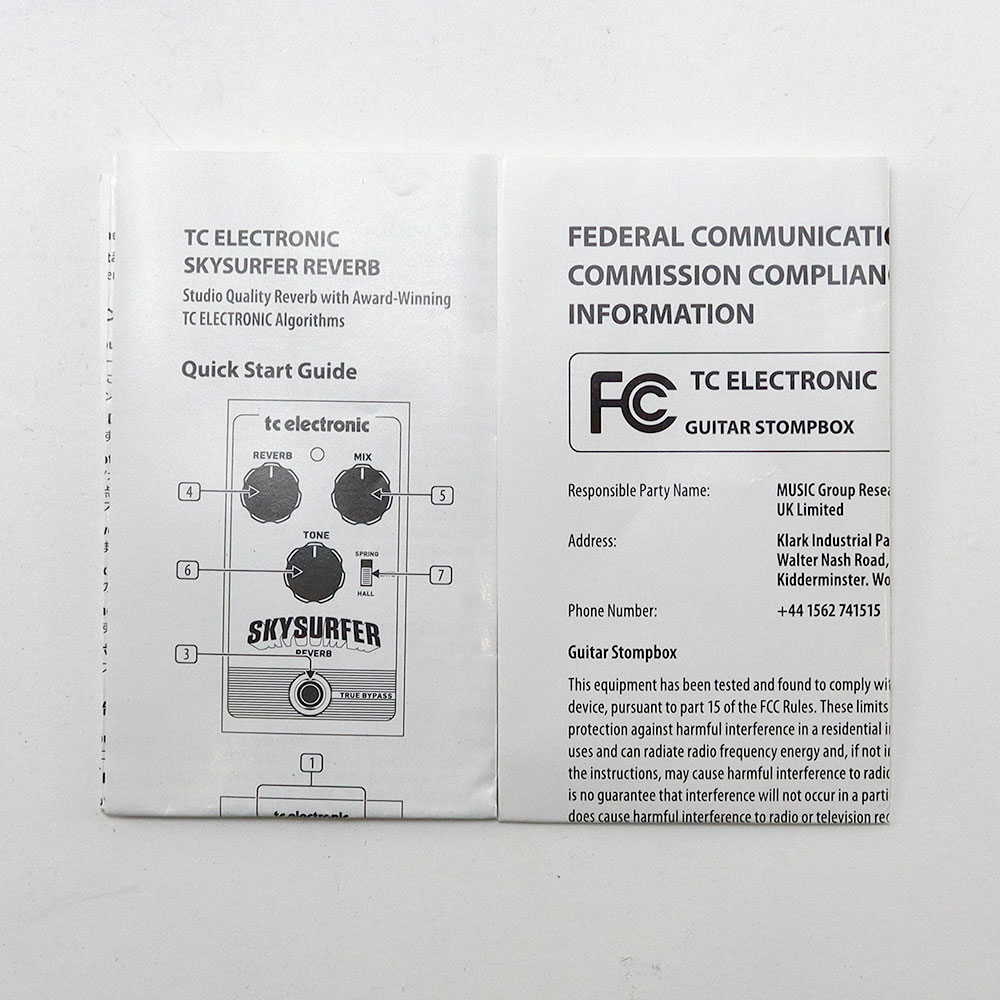 TC ELECTRONIC
SKYSURFER REVERB
Studio Quality Reverb with Award-Winning
TC ELECTRONIC Algorithms
Quick Start Guide
tc electronic
REVERB
MIX
4
5
TONE
SPRING
6
7
HALL
SKYSURFER
REVERB
3
TRUE BYPASS
1
tc electronic
FEDERAL COMMUNICATI
COMMISSION COMPLIAN
INFORMATION
FC TC ELECTRONIC
GUITAR STOMPBOX
Responsible Party Name: MUSIC Group Resea
UK Limited
Address: Klark Industrial Pa
Walter Nash Road,
Kidderminster. Wo
Phone Number: +44 1562 741515
Guitar Stompbox
This equipment has been tested and found to comply wi
device, pursuant to part 15 of the FCC Rules. These limits
protection against harmful interference in a residential i
uses and can radiate radio frequency energy and, if not i
the instructions, may cause harmful interference to radio
is no guarantee that interference will not occur in a parti
does cause harmful interference to radio or television rec